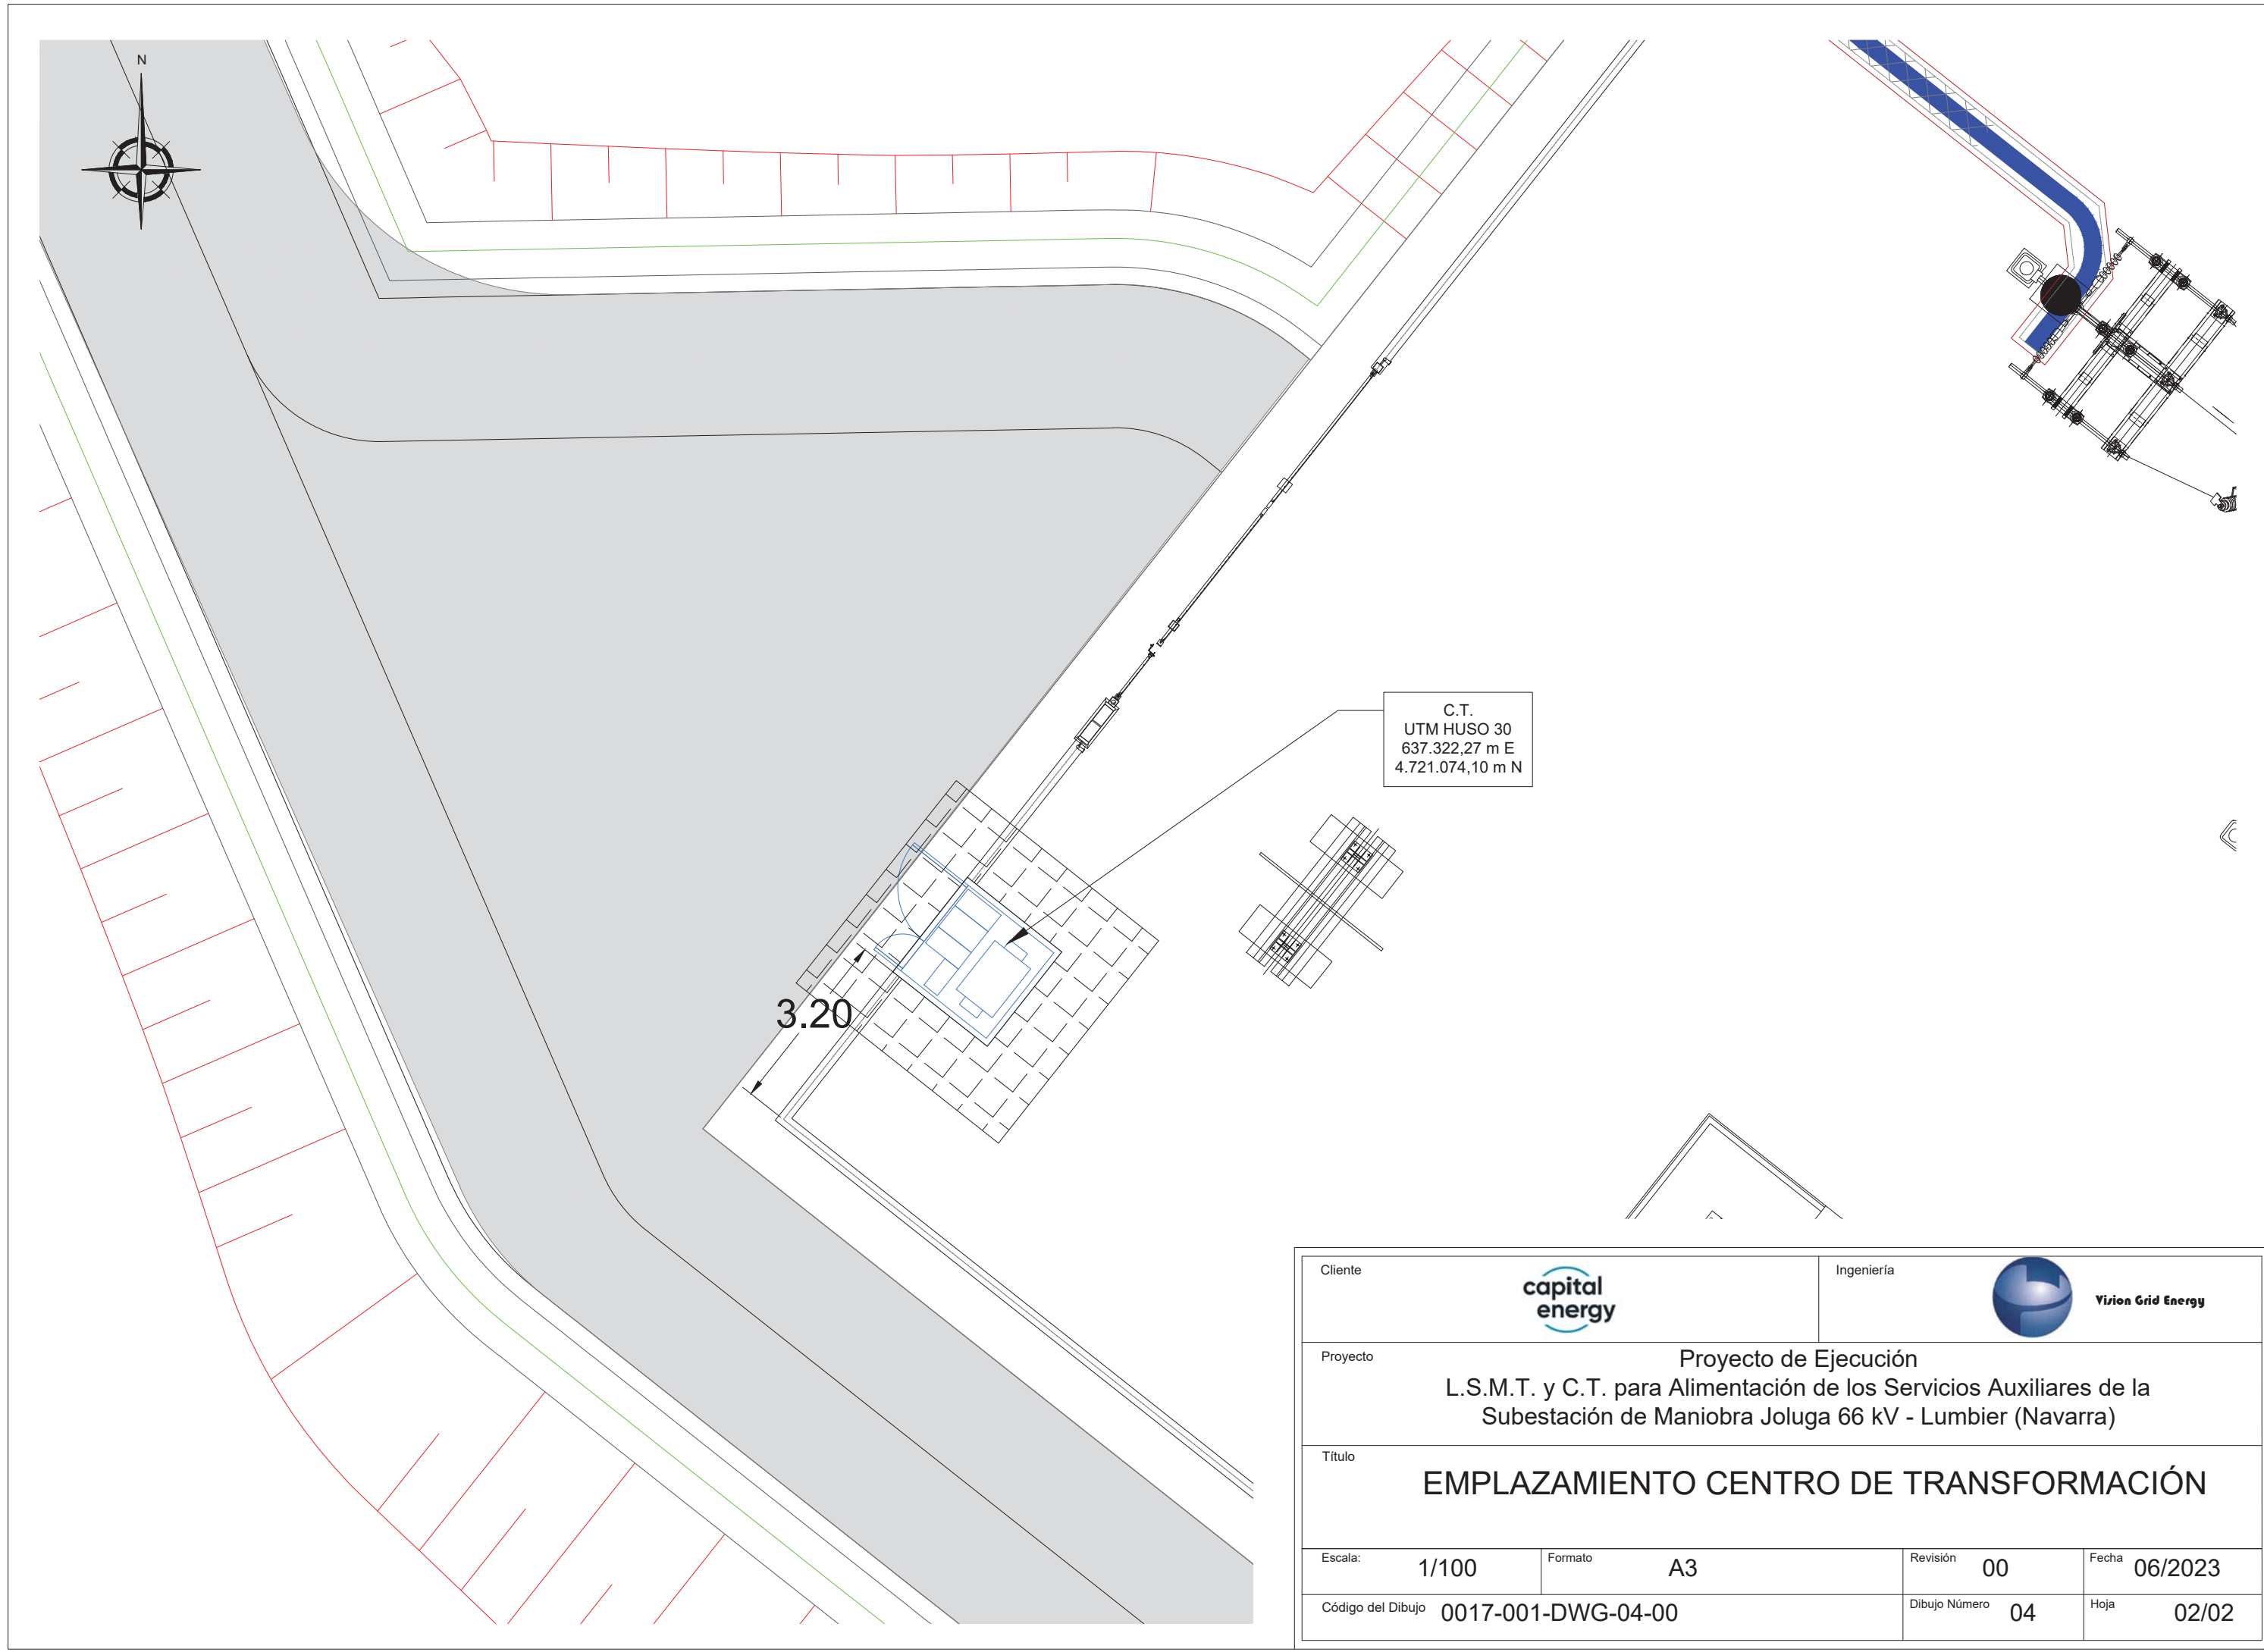 N
C.T.
UTM HUSO 30
637.322,27 m E
4.721.074,10 m N
3.20
Cliente
capital
energy
Ingeniería
Vision Grid Energy
Proyecto
Proyecto de Ejecución
L.S.M.T. y C.T. para Alimentación de los Servicios Auxiliares de la
Subestación de Maniobra Joluga 66 kV - Lumbier (Navarra)
Título
EMPLAZAMIENTO CENTRO DE TRANSFORMACIÓN
Escala: 1/100
Formato A3
Revisión 00
Fecha 06/2023
Código del Dibujo 0017-001-DWG-04-00
Dibujo Número 04
Hoja 02/02